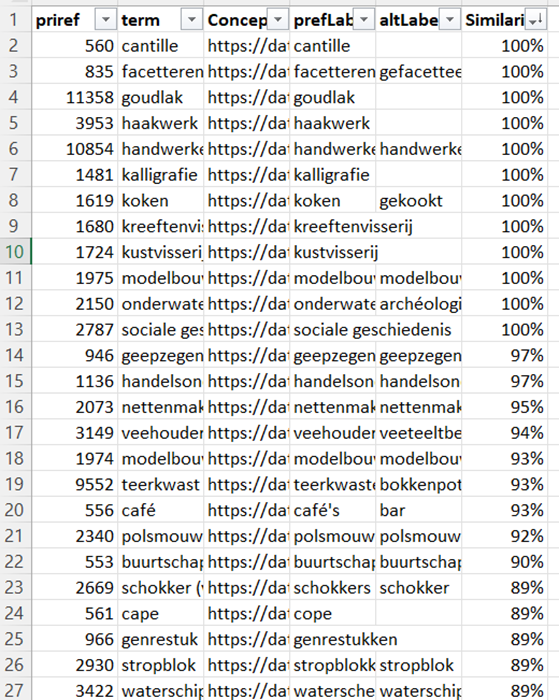 1 priref term Concep prefLab altLabe Similari
2 560 cantille https://dat cantille 100%
3 835 facetteren https://dat facetteren gefacettee 100%
4 11358 goudlak https://dat goudlak 100%
5 3953 haakwerk https://dat haakwerk 100%
6 10854 handwerke https://dat handwerke handwerke 100%
7 1481 kalligrafie https://dat kalligrafie 100%
8 1619 koken https://dat koken gekookt 100%
9 1680 kreeftenvis https://dat kreeftenvisserij 100%
10 1724 kustvisserij https://dat kustvisserij 100%
11 1975 modelbouw https://dat modelbouw modelbouw 100%
12 2150 onderwate https://dat onderwate archéologi 100%
13 2787 sociale ges https://dat sociale geschiedenis 100%
14 946 geepzegen https://dat geepzegen geepzegen 97%
15 1136 handelson https://dat handelson handelson 97%
16 2073 nettenmak https://dat nettenmak nettenmak 95%
17 3149 veehouder https://dat veehouder veeteeltbe 94%
18 1974 modelbouw https://dat modelbouw modelbouw 93%
19 9552 teerkwast https://dat teerkwaste bokkenpot 93%
20 556 café https://dat café's bar 93%
21 2340 polsmouw https://dat polsmouw polsmouw 92%
22 553 buurtschap https://dat buurtschap buurtschap 90%
23 2669 schokker (v https://dat schokkers schokker 89%
24 561 cape https://dat cope 89%
25 966 genrestuk https://dat genrestukken 89%
26 2930 stropblok https://dat stropblokk stropblok 89%
27 3422 waterschip https://dat watersche waterschip 89%